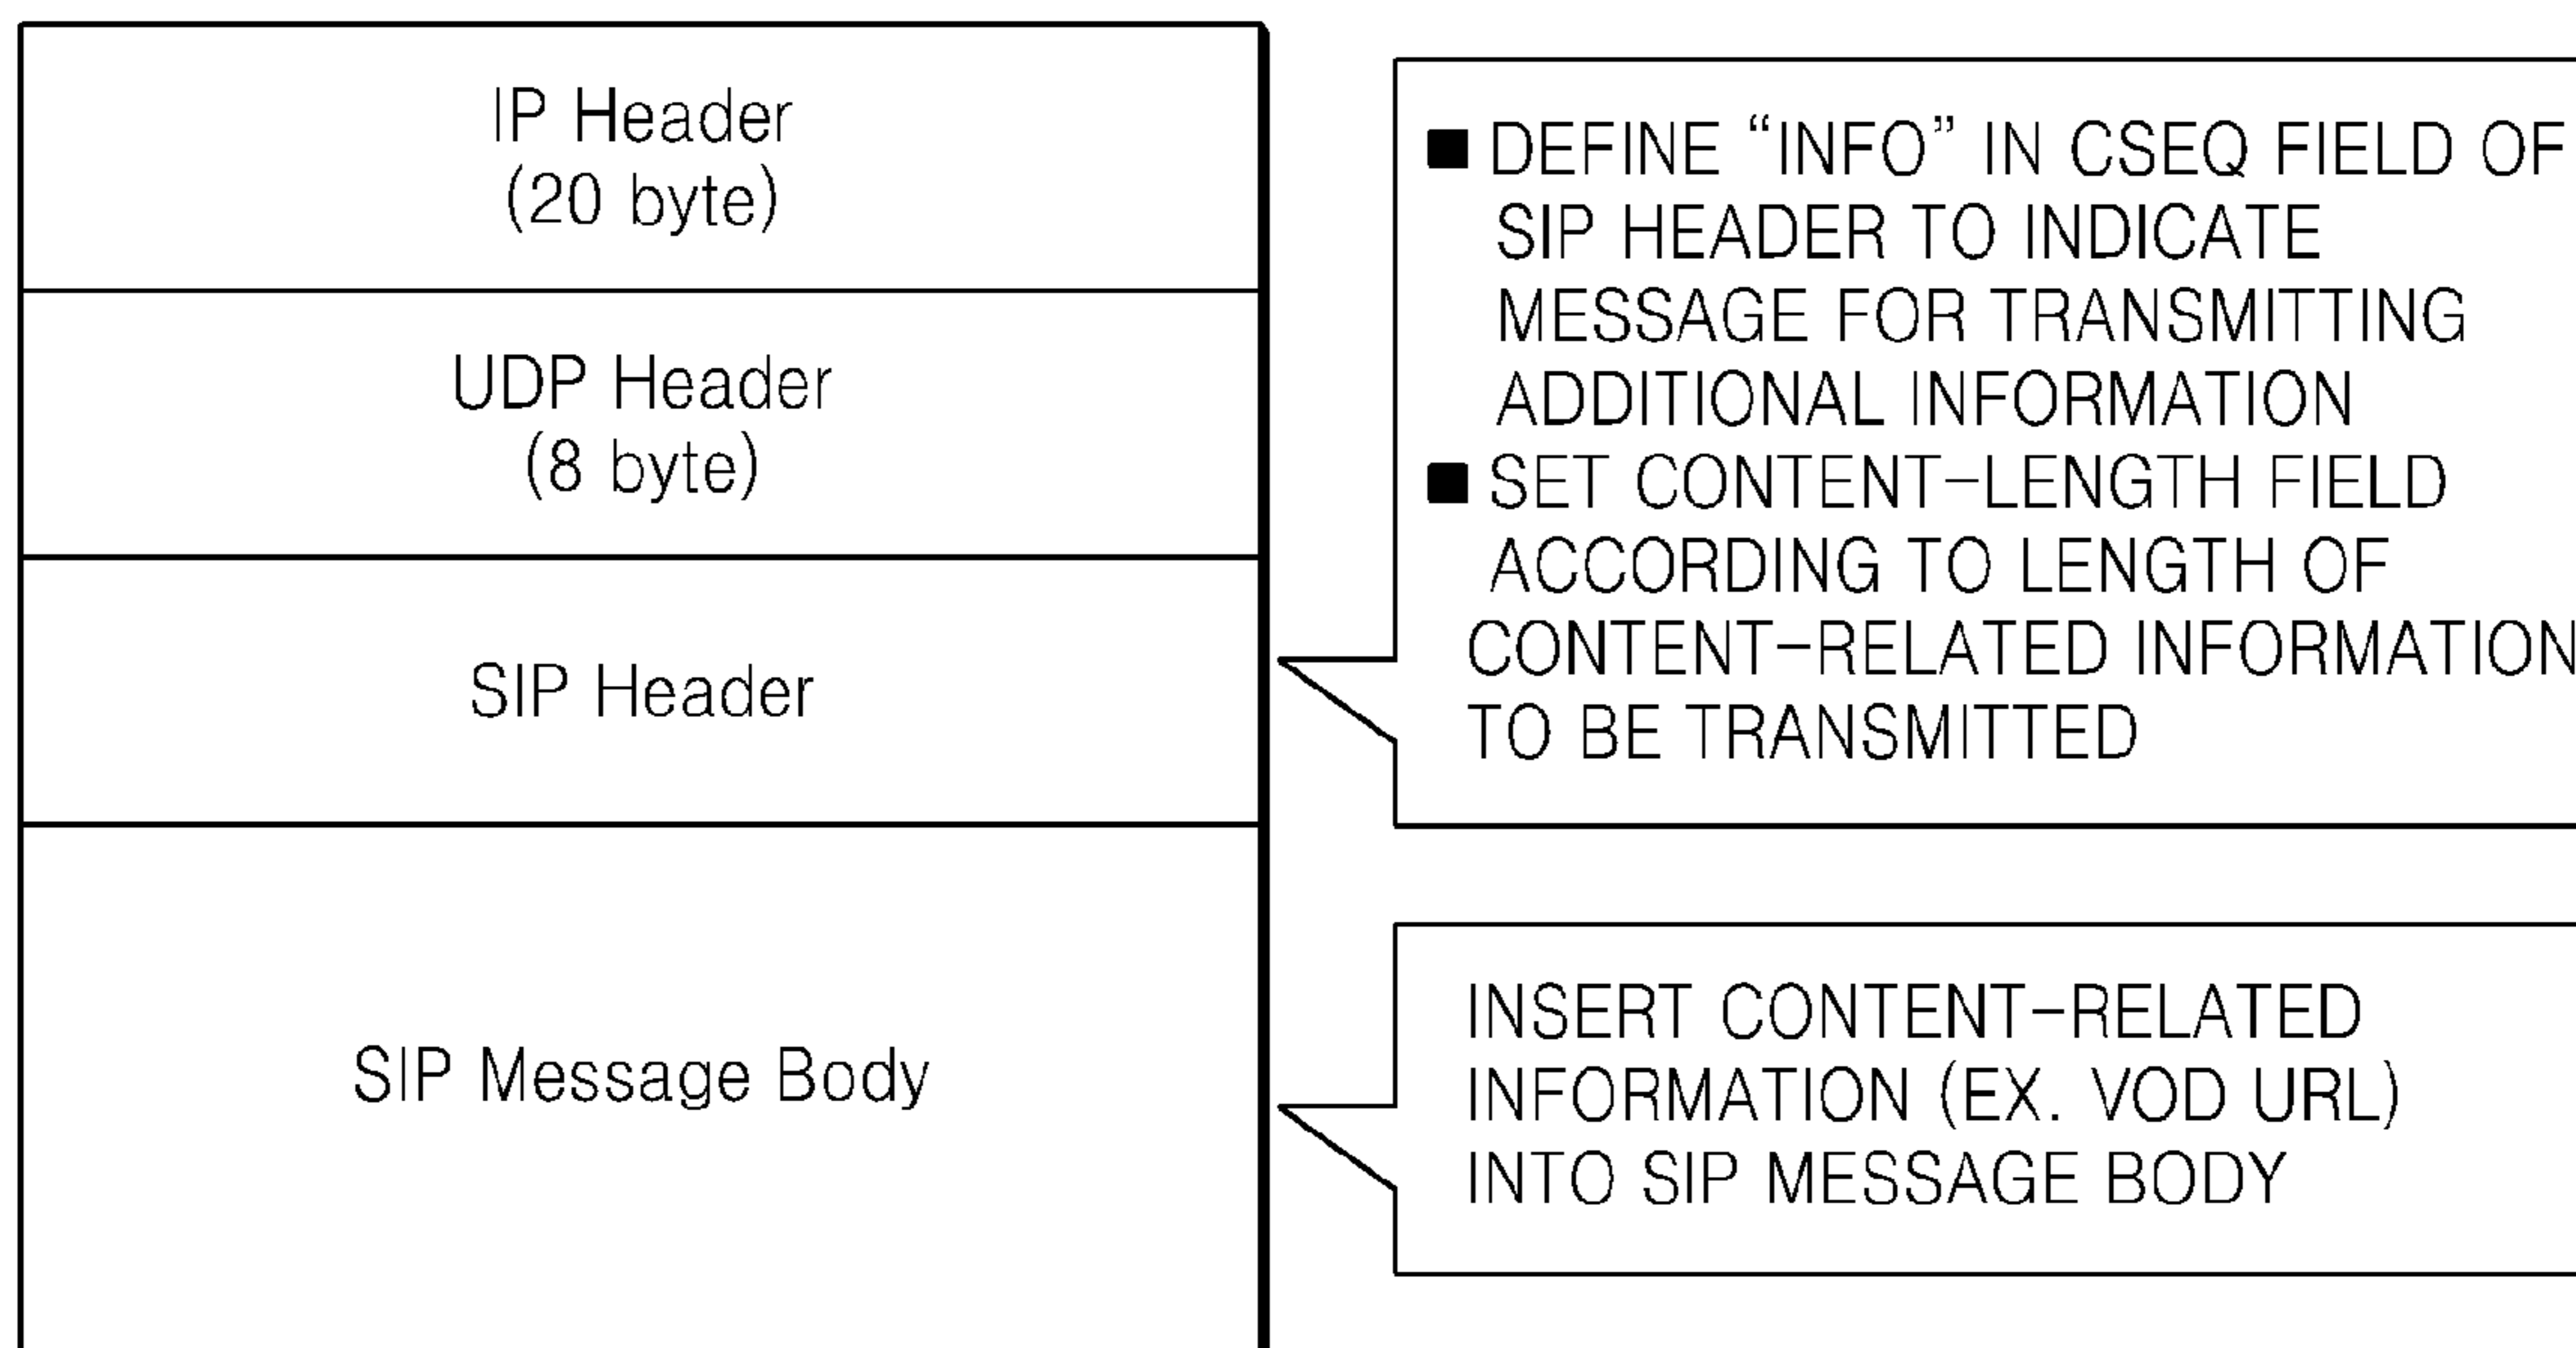 IP Header
(20 byte)
UDP Header
(8 byte)
SIP Header
SIP Message Body
■ DEFINE “INFO” IN CSEQ FIELD OF
SIP HEADER TO INDICATE
MESSAGE FOR TRANSMITTING
ADDITIONAL INFORMATION
■ SET CONTENT-LENGTH FIELD
ACCORDING TO LENGTH OF
CONTENT-RELATED INFORMATION
TO BE TRANSMITTED
INSERT CONTENT-RELATED
INFORMATION (EX. VOD URL)
INTO SIP MESSAGE BODY